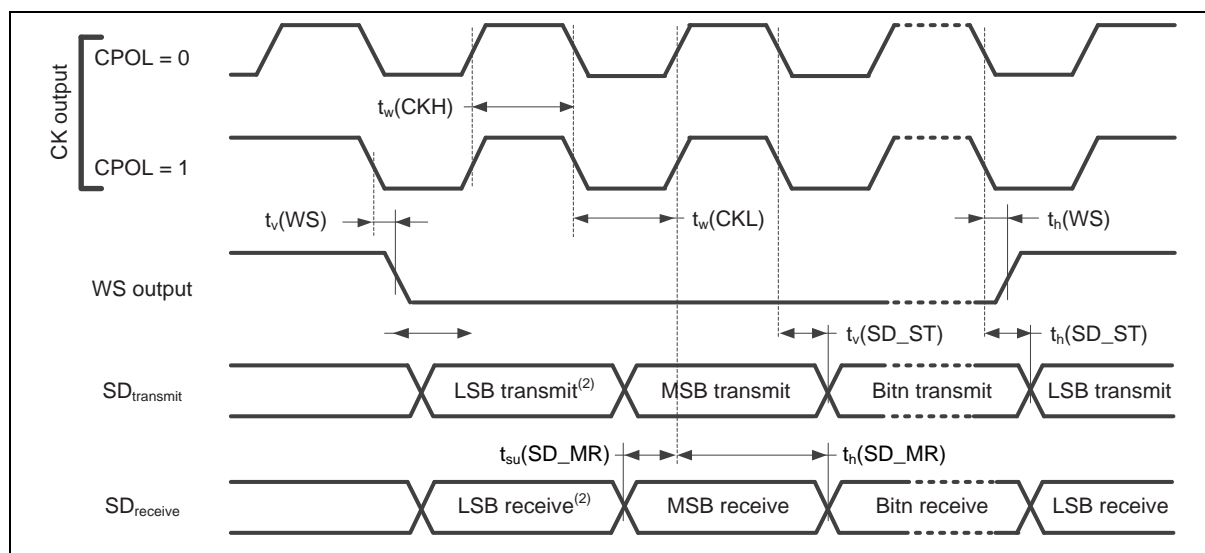 CK output
CPOL = 0
tw(CKH)
CPOL = 1
tv(WS)
tw(CKL)
th(WS)
WS output
tv(SD_ST)
th(SD_ST)
SDtransmit
LSB transmit(2)
MSB transmit
Bitn transmit
LSB transmit
tsu(SD_MR)
th(SD_MR)
SDreceive
LSB receive(2)
MSB receive
Bitn receive
LSB receive